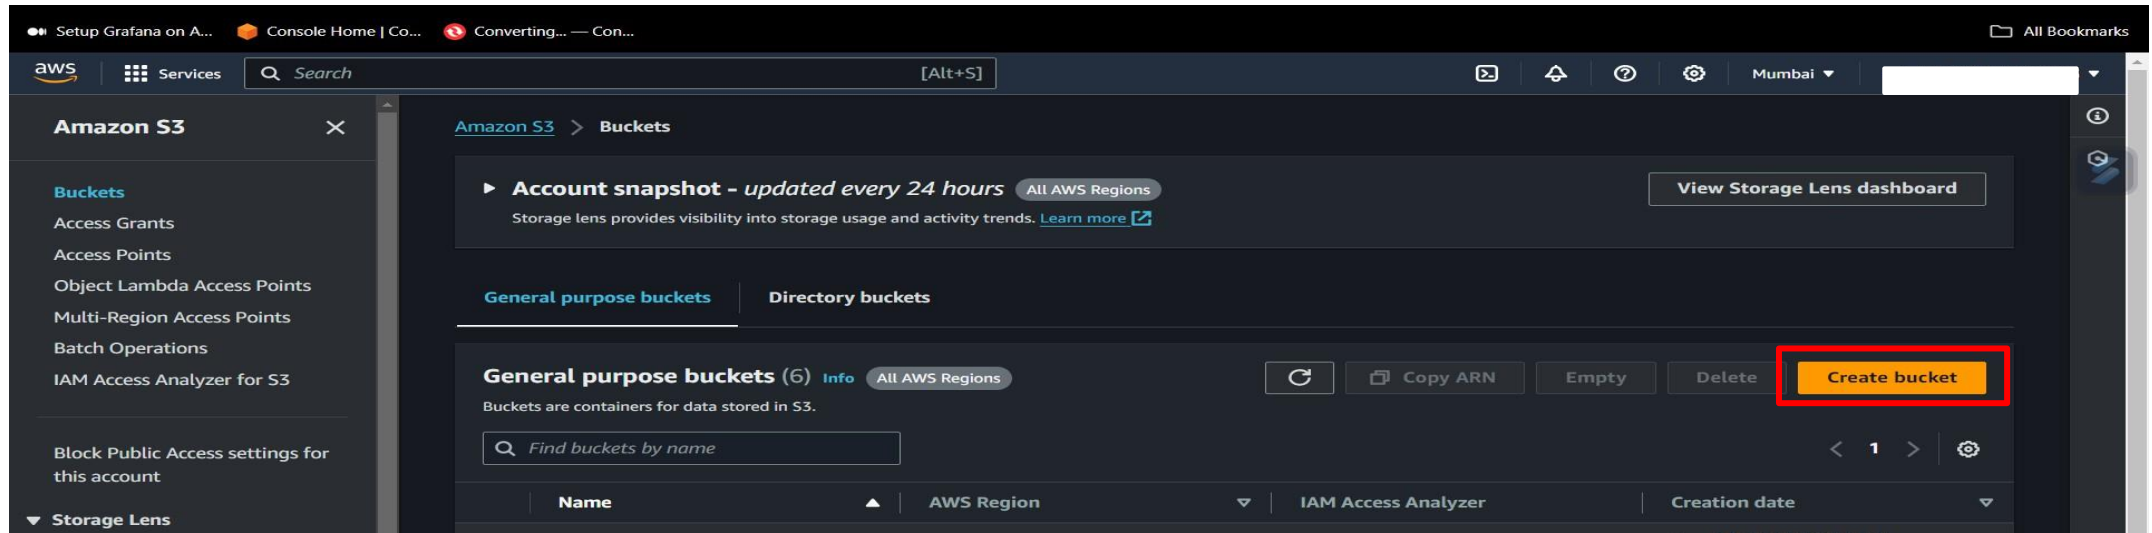 Setup Grafana on A... Console Home | Co... Converting... — Con... All Bookmarks
aws Services Search [Alt+S] Mumbai
Amazon S3
Buckets
Access Grants
Access Points
Object Lambda Access Points
Multi-Region Access Points
Batch Operations
IAM Access Analyzer for S3
Block Public Access settings for
this account
Storage Lens
Amazon S3 > Buckets
Account snapshot - updated every 24 hours All AWS Regions View Storage Lens dashboard
Storage lens provides visibility into storage usage and activity trends. Learn more
General purpose buckets Directory buckets
General purpose buckets (6) Info All AWS Regions Copy ARN Empty Delete Create bucket
Buckets are containers for data stored in S3.
Find buckets by name < 1 >
Name AWS Region IAM Access Analyzer Creation date